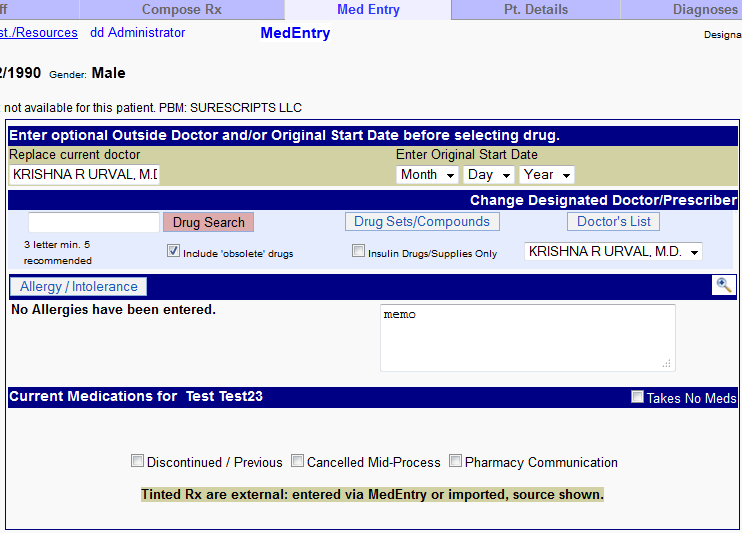 ff Compose Rx Med Entry Pt. Details Diagnoses
st./Resources dd Administrator MedEntry Designa
2/1990 Gender: Male
not available for this patient. PBM: SURESCRIPTS LLC
Enter optional Outside Doctor and/or Original Start Date before selecting drug.
Replace current doctor Enter Original Start Date
KRISHNA R URVAL, M.D Month Day Year
Change Designated Doctor/Prescriber
Drug Search Drug Sets/Compounds Doctor's List
3 letter min. 5
recommended
Include 'obsolete' drugs Insulin Drugs/Supplies Only KRISHNA R URVAL, M.D.
Allergy / Intolerance
No Allergies have been entered.
memo
Current Medications for Test Test23 Takes No Meds
Discontinued / Previous Cancelled Mid-Process Pharmacy Communication
Tinted Rx are external: entered via MedEntry or imported, source shown.